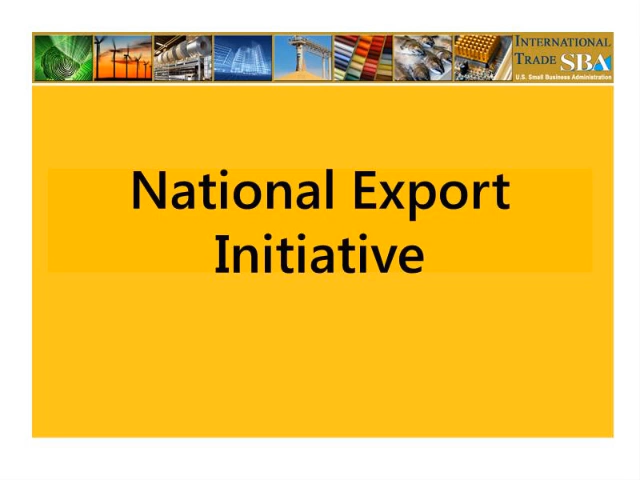 INTERNATIONAL
TRADE SBA
U.S. Small Business Administration
National Export
Initiative